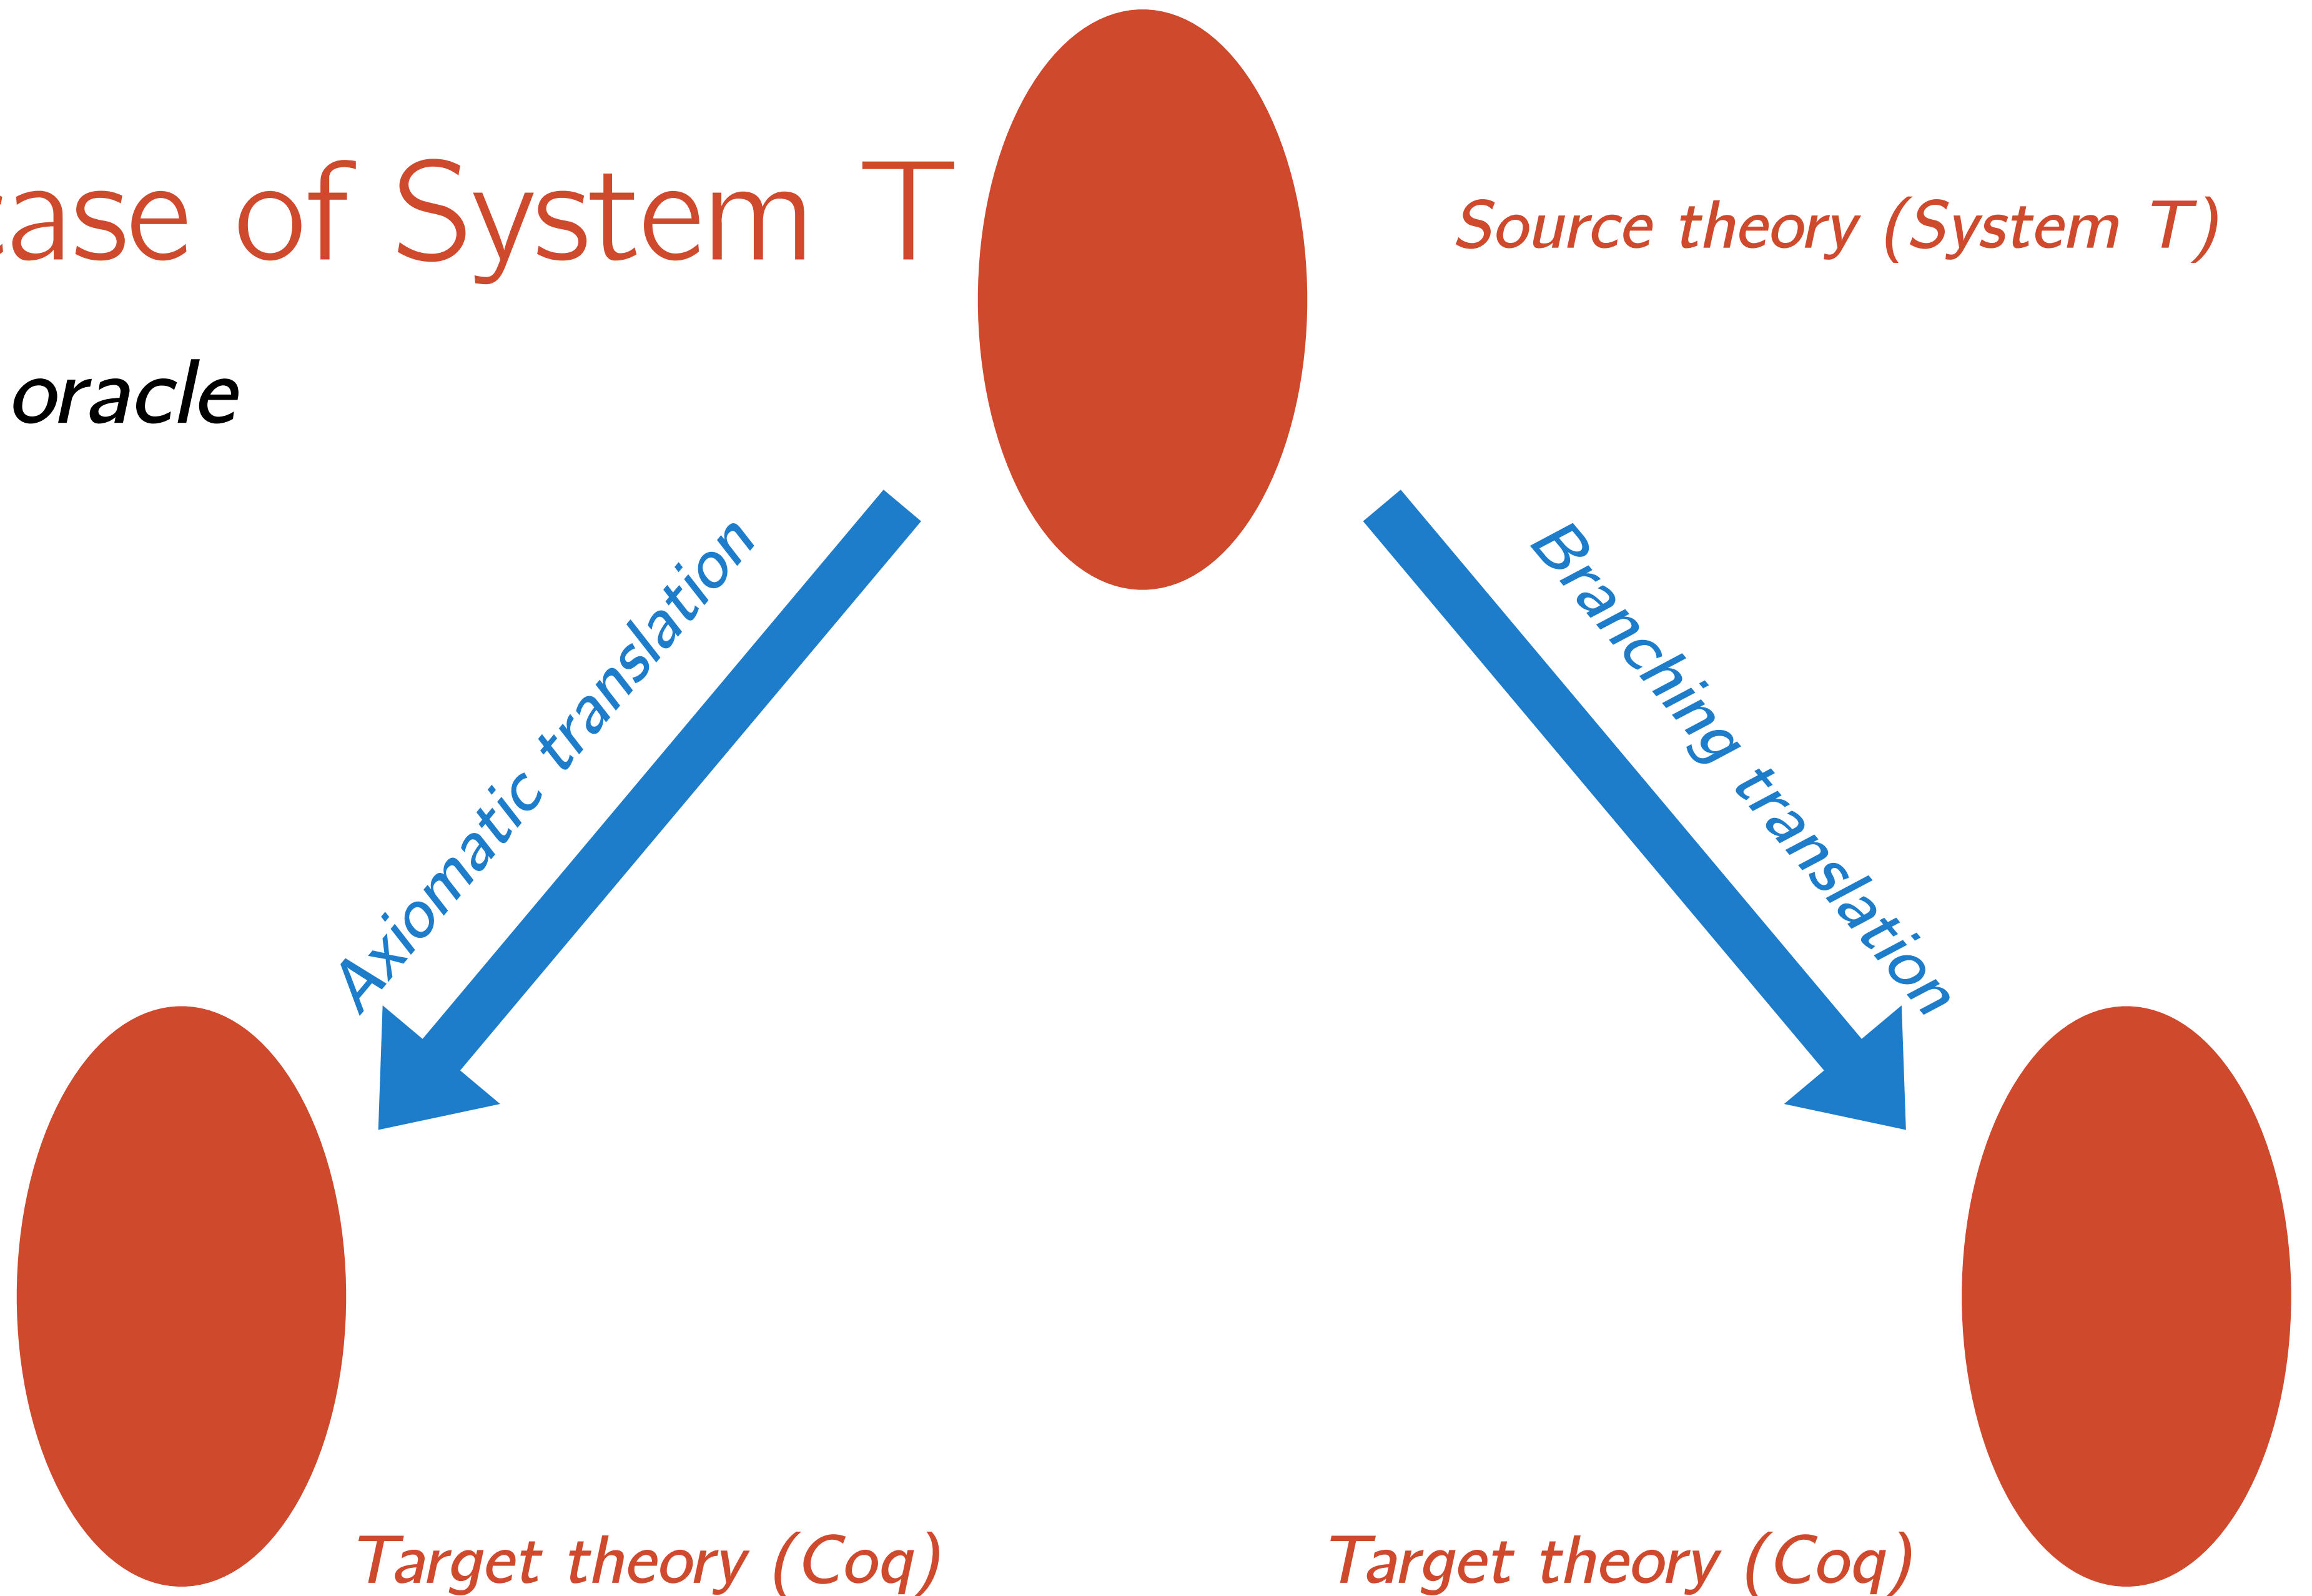 ase of System T
Source theory (System T)
oracle
Axiomatic translation
Branching translation
Target theory (Coq)
Target theory (Coq)